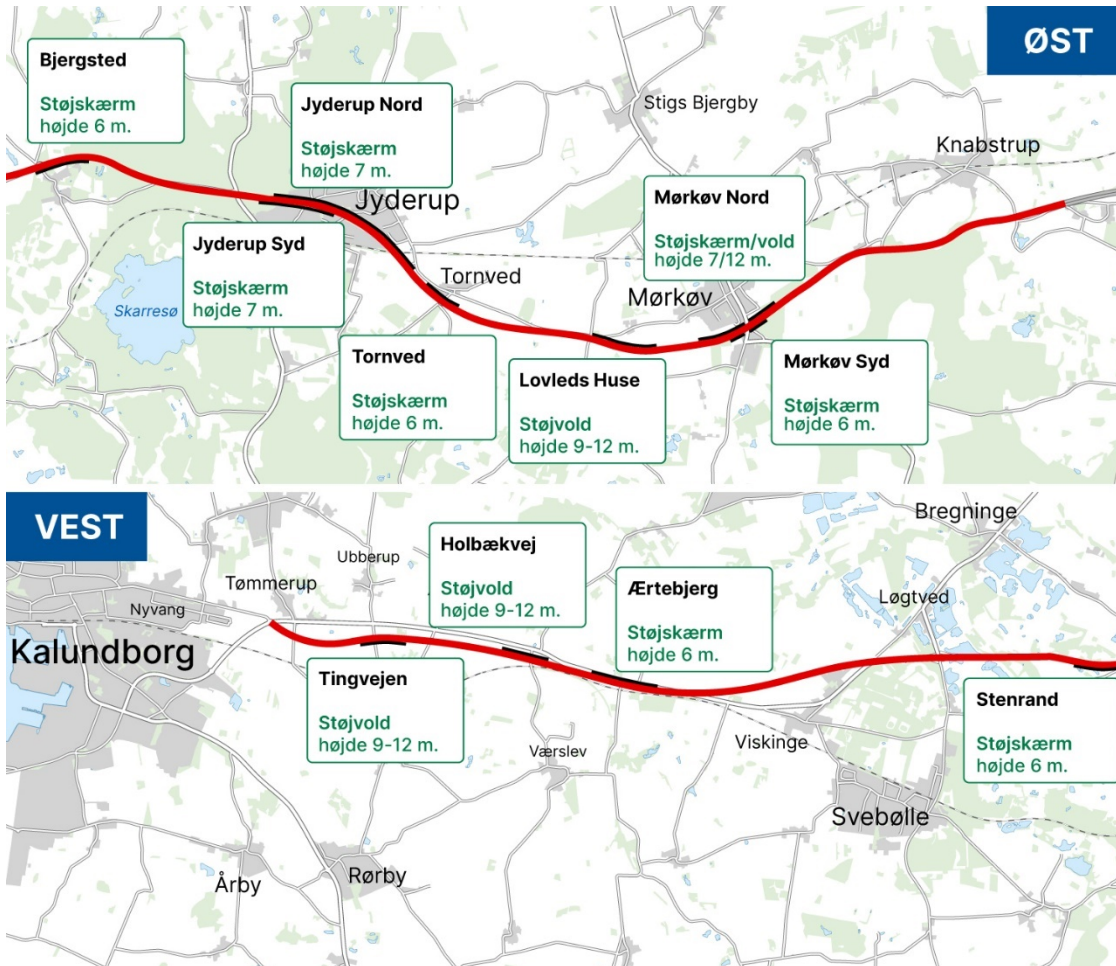 ØST
Bjergsted
Støjskærm
højde 6 m.
Jyderup Nord
Støjskærm
højde 7 m.
Stigs Bjergby
Knabstrup
Jyderup
Mørkøv Nord
Støjskærm/vold
højde 7/12 m.
Jyderup Syd
Støjskærm
højde 7 m.
Skarresø
Tornved
Mørkøv
Tornved
Støjskærm
højde 6 m.
Lovleds Huse
Støjvold
højde 9-12 m.
Mørkøv Syd
Støjskærm
højde 6 m.
VEST
Bregninge
Holbækvej
Støjvold
højde 9-12 m.
Ubberup
Tømmerup
Nyvang
Ærtebjerg
Støjskærm
højde 6 m.
Løgtved
Kalundborg
Tingvejen
Støjvold
højde 9-12 m.
Stenrand
Støjskærm
højde 6 m.
Værslev
Viskinge
Svebølle
Årby
Rørby